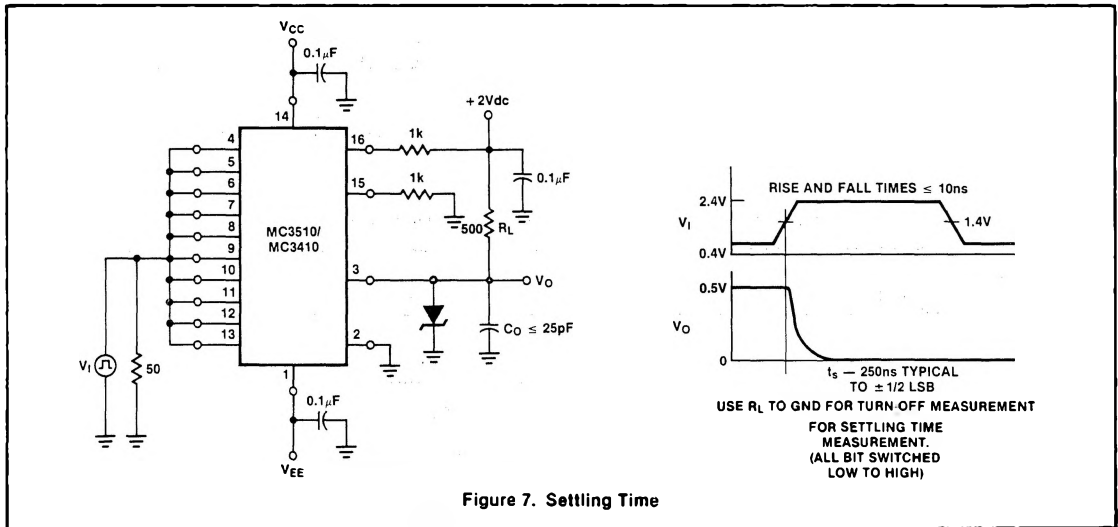 VCC
0.1μF
14
+2Vdc
4
5
6
7
8
9
10
11
12
13
16
1k
15
1k
0.1μF
500
RL
MC3510/
MC3410
3
VO
2
CO ≤ 25pF
VI
50
1
0.1μF
VEE
RISE AND FALL TIMES ≤ 10ns
2.4V
VI
1.4V
0.4V
0.5V
VO
0
ts — 250ns TYPICAL
TO ± 1/2 LSB
USE RL TO GND FOR TURN-OFF MEASUREMENT
FOR SETTLING TIME
MEASUREMENT.
(ALL BIT SWITCHED
LOW TO HIGH)
Figure 7. Settling Time